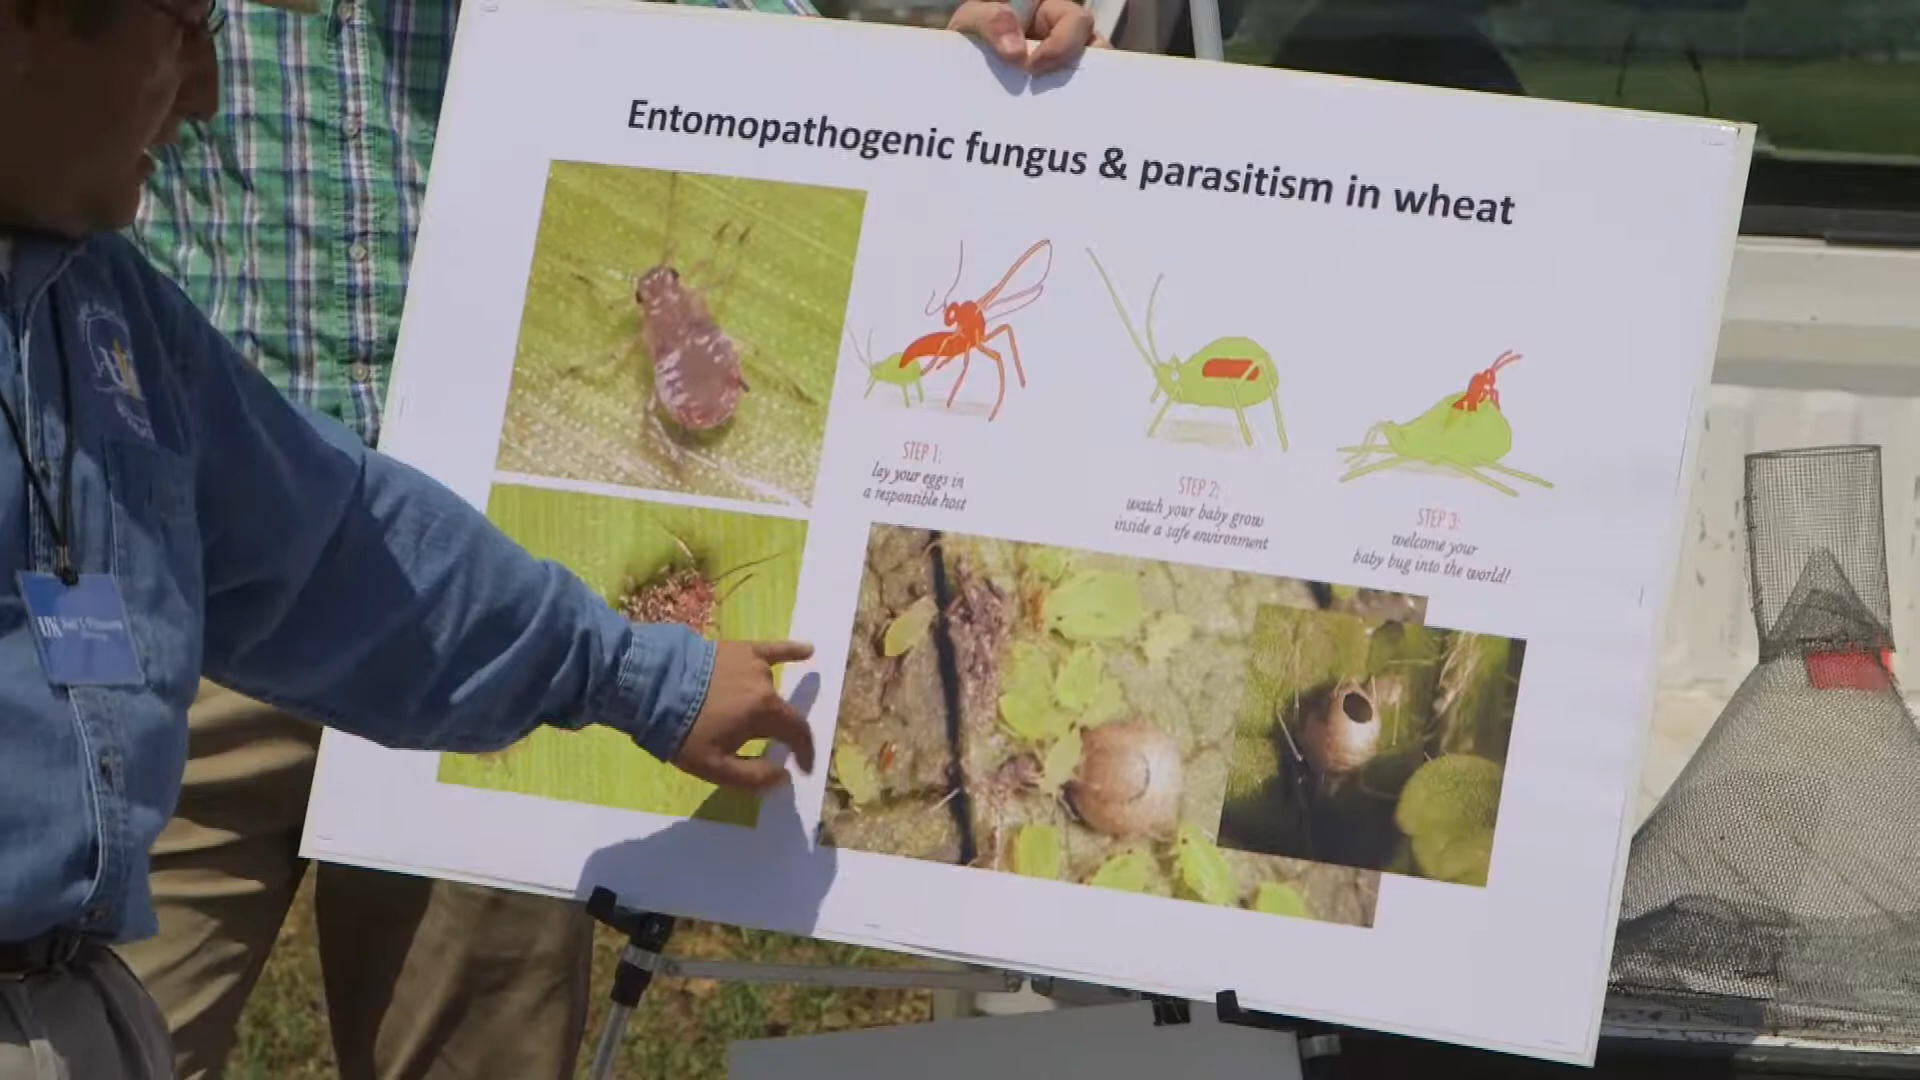 Entomopathogenic fungus & parasitism in wheat
STEP 1:
lay your eggs in
a responsible host
STEP 2:
watch your baby grow
inside a safe environment
STEP 3:
welcome your
baby bug into the world!
UK